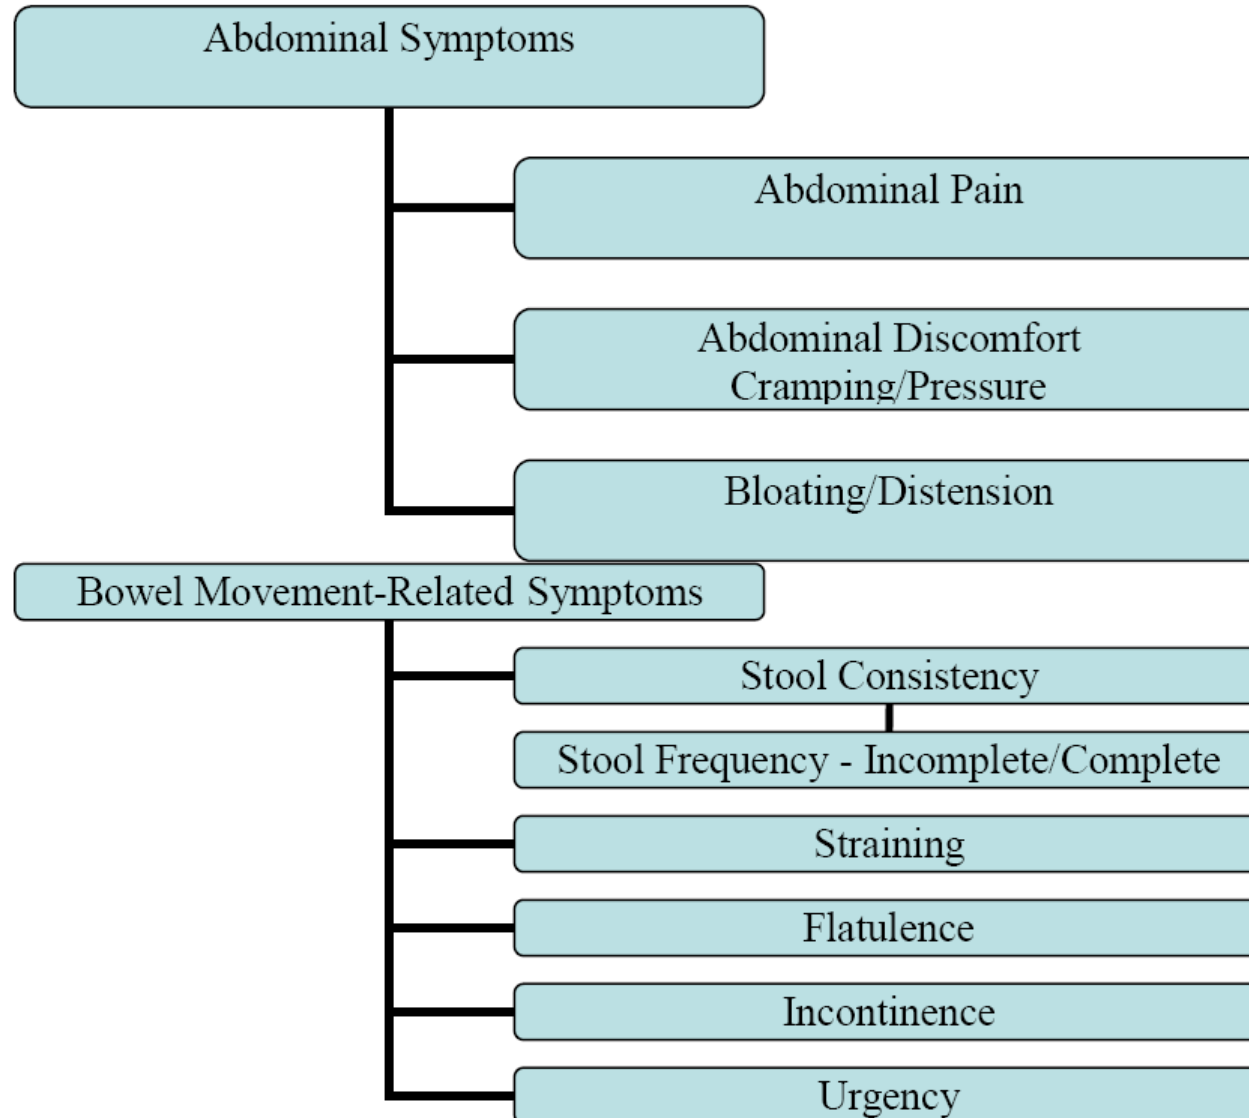 Abdominal Symptoms
Abdominal Pain
Abdominal Discomfort
Cramping/Pressure
Bloating/Distension
Bowel Movement-Related Symptoms
Stool Consistency
Stool Frequency - Incomplete/Complete
Straining
Flatulence
Incontinence
Urgency